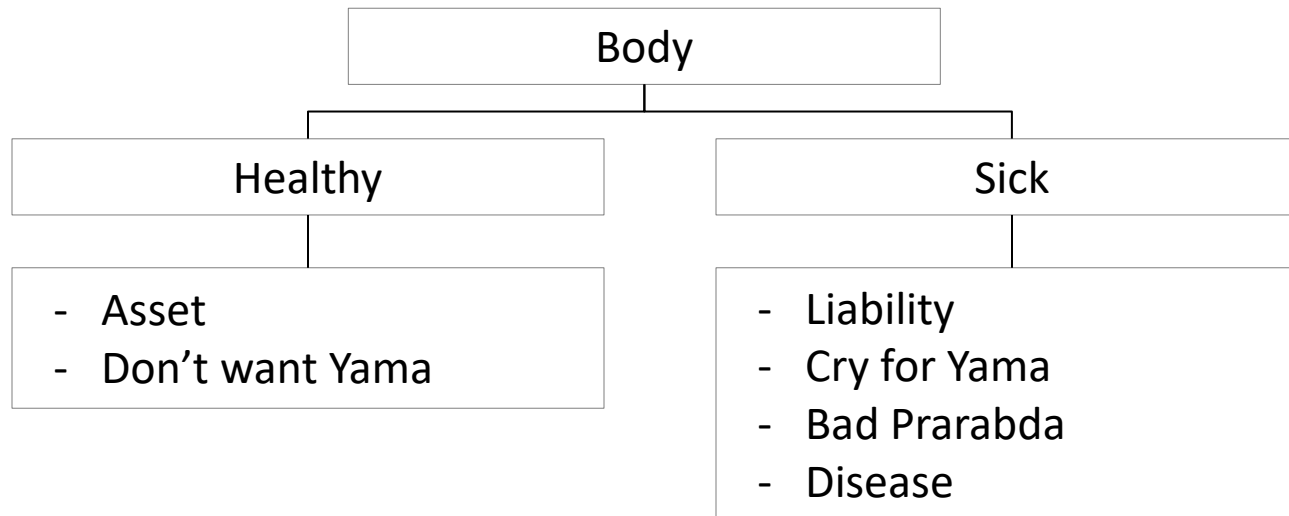 Body
Healthy
Sick
- Asset
- Don’t want Yama
- Liability
- Cry for Yama
- Bad Prarabda
- Disease